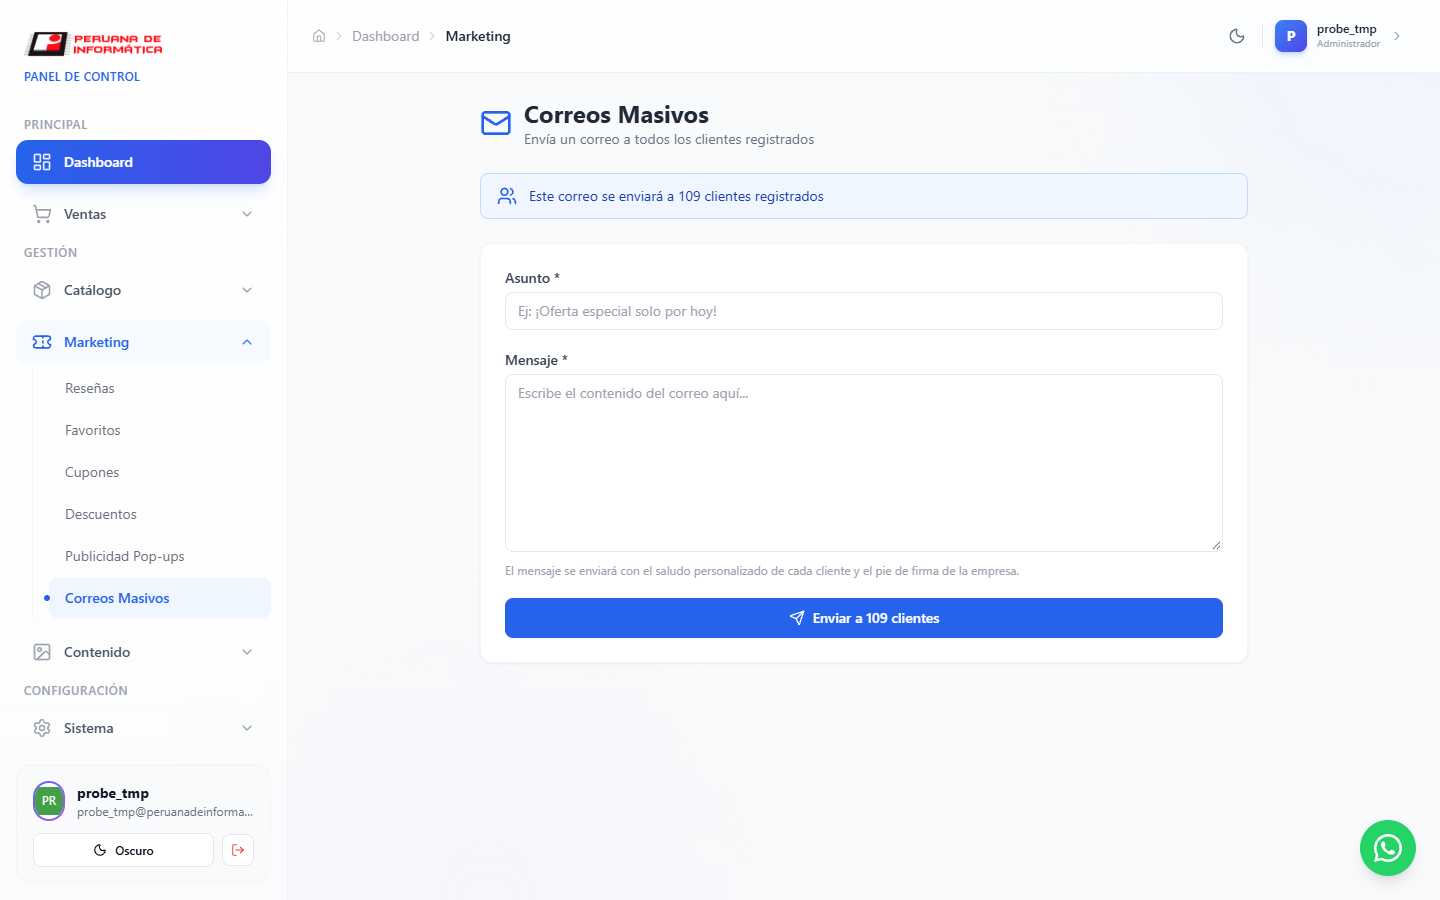 PERUANA DE
INFORMÁTICA
PANEL DE CONTROL
PRINCIPAL
Dashboard
Ventas
GESTIÓN
Catálogo
Marketing
Reseñas
Favoritos
Cupones
Descuentos
Publicidad Pop-ups
Correos Masivos
Contenido
CONFIGURACIÓN
Sistema
PR
probe_tmp
probe_tmp@peruanadeinforma...
Oscuro
Dashboard
Marketing
P
probe_tmp
Administrador
Correos Masivos
Envía un correo a todos los clientes registrados
Este correo se enviará a 109 clientes registrados
Asunto *
Ej: ¡Oferta especial solo por hoy!
Mensaje *
Escribe el contenido del correo aquí...
El mensaje se enviará con el saludo personalizado de cada cliente y el pie de firma de la empresa.
Enviar a 109 clientes